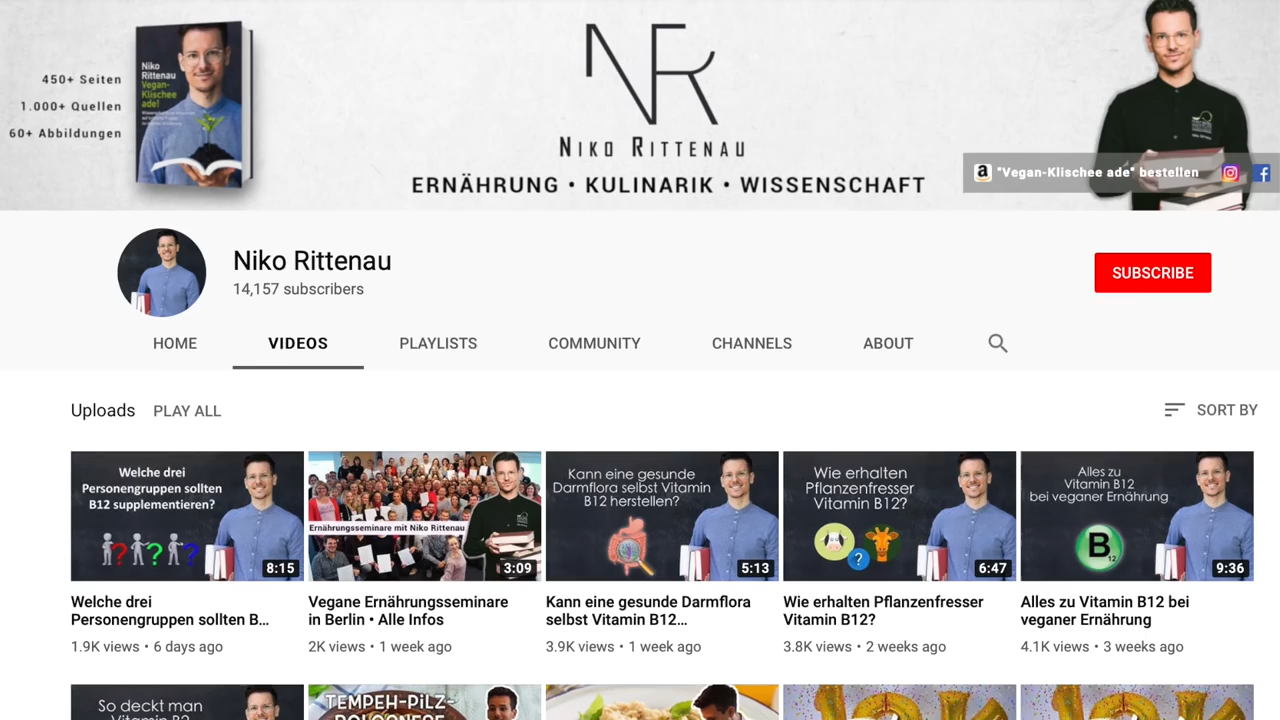 450+ Seiten
1.000+ Quellen
60+ Abbildungen
Niko
Rittenau
Vegan-
Klischee
ade!
NR
NIKO RITTENAU
ERNÄHRUNG • KULINARIK • WISSENSCHAFT
"Vegan-Klischee ade" bestellen
Niko Rittenau
14,157 subscribers
SUBSCRIBE
HOME VIDEOS PLAYLISTS COMMUNITY CHANNELS ABOUT
Uploads PLAY ALL
SORT BY
Welche drei
Personengruppen sollten
B12 supplementieren?
8:15
Welche drei
Personengruppen sollten B...
1.9K views • 6 days ago
Ernährungsseminare mit Niko Rittenau
3:09
Vegane Ernährungsseminare
in Berlin • Alle Infos
2K views • 1 week ago
Kann eine gesunde
Darmflora selbst Vitamin
B12 herstellen?
5:13
Kann eine gesunde Darmflora
selbst Vitamin B12...
3.9K views • 1 week ago
Wie erhalten
Pflanzenfresser
Vitamin B12?
?
6:47
Wie erhalten Pflanzenfresser
Vitamin B12?
3.8K views • 2 weeks ago
Alles zu
Vitamin B12
bei veganer Ernährung
B
12
9:36
Alles zu Vitamin B12 bei
veganer Ernährung
4.1K views • 3 weeks ago
So deckt man
Vitamin B2
TEMPEH-PILZ-
BOLOGNESE